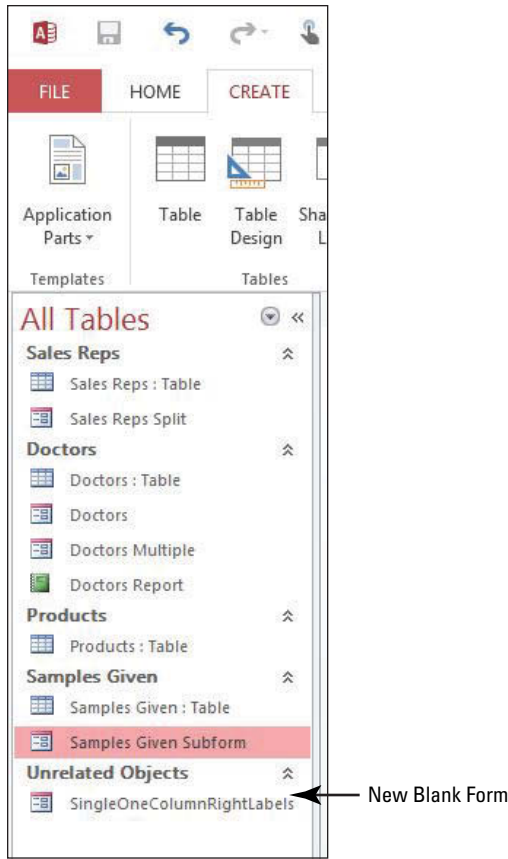 FILE HOME CREATE
Application Parts
Table
Table Design
Sha
L
Templates
Tables
All Tables
Sales Reps
Sales Reps : Table
Sales Reps Split
Doctors
Doctors : Table
Doctors
Doctors Multiple
Doctors Report
Products
Products : Table
Samples Given
Samples Given : Table
Samples Given Subform
Unrelated Objects
SingleOneColumnRightLabels
New Blank Form